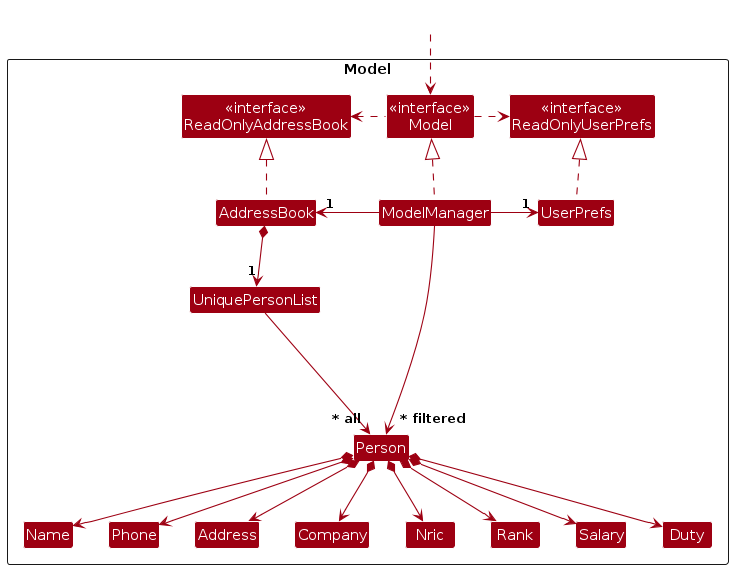 Model
«interface»
ReadOnlyAddressBook
«interface»
Model
«interface»
ReadOnlyUserPrefs
1
1
AddressBook
ModelManager
UserPrefs
1
UniquePersonList
* all
* filtered
Person
Name
Phone
Address
Company
Nric
Rank
Salary
Duty